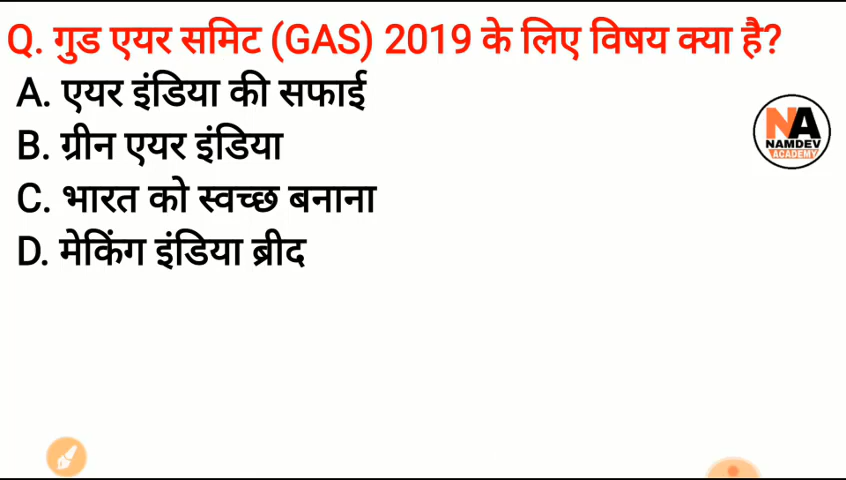 Q. गुड एयर समिट (GAS) 2019 के लिए विषय क्या है?
A. एयर इंडिया की सफाई
B. ग्रीन एयर इंडिया
C. भारत को स्वच्छ बनाना
D. मेकिंग इंडिया ब्रीद
NA
NAMDEV
ACADEMY